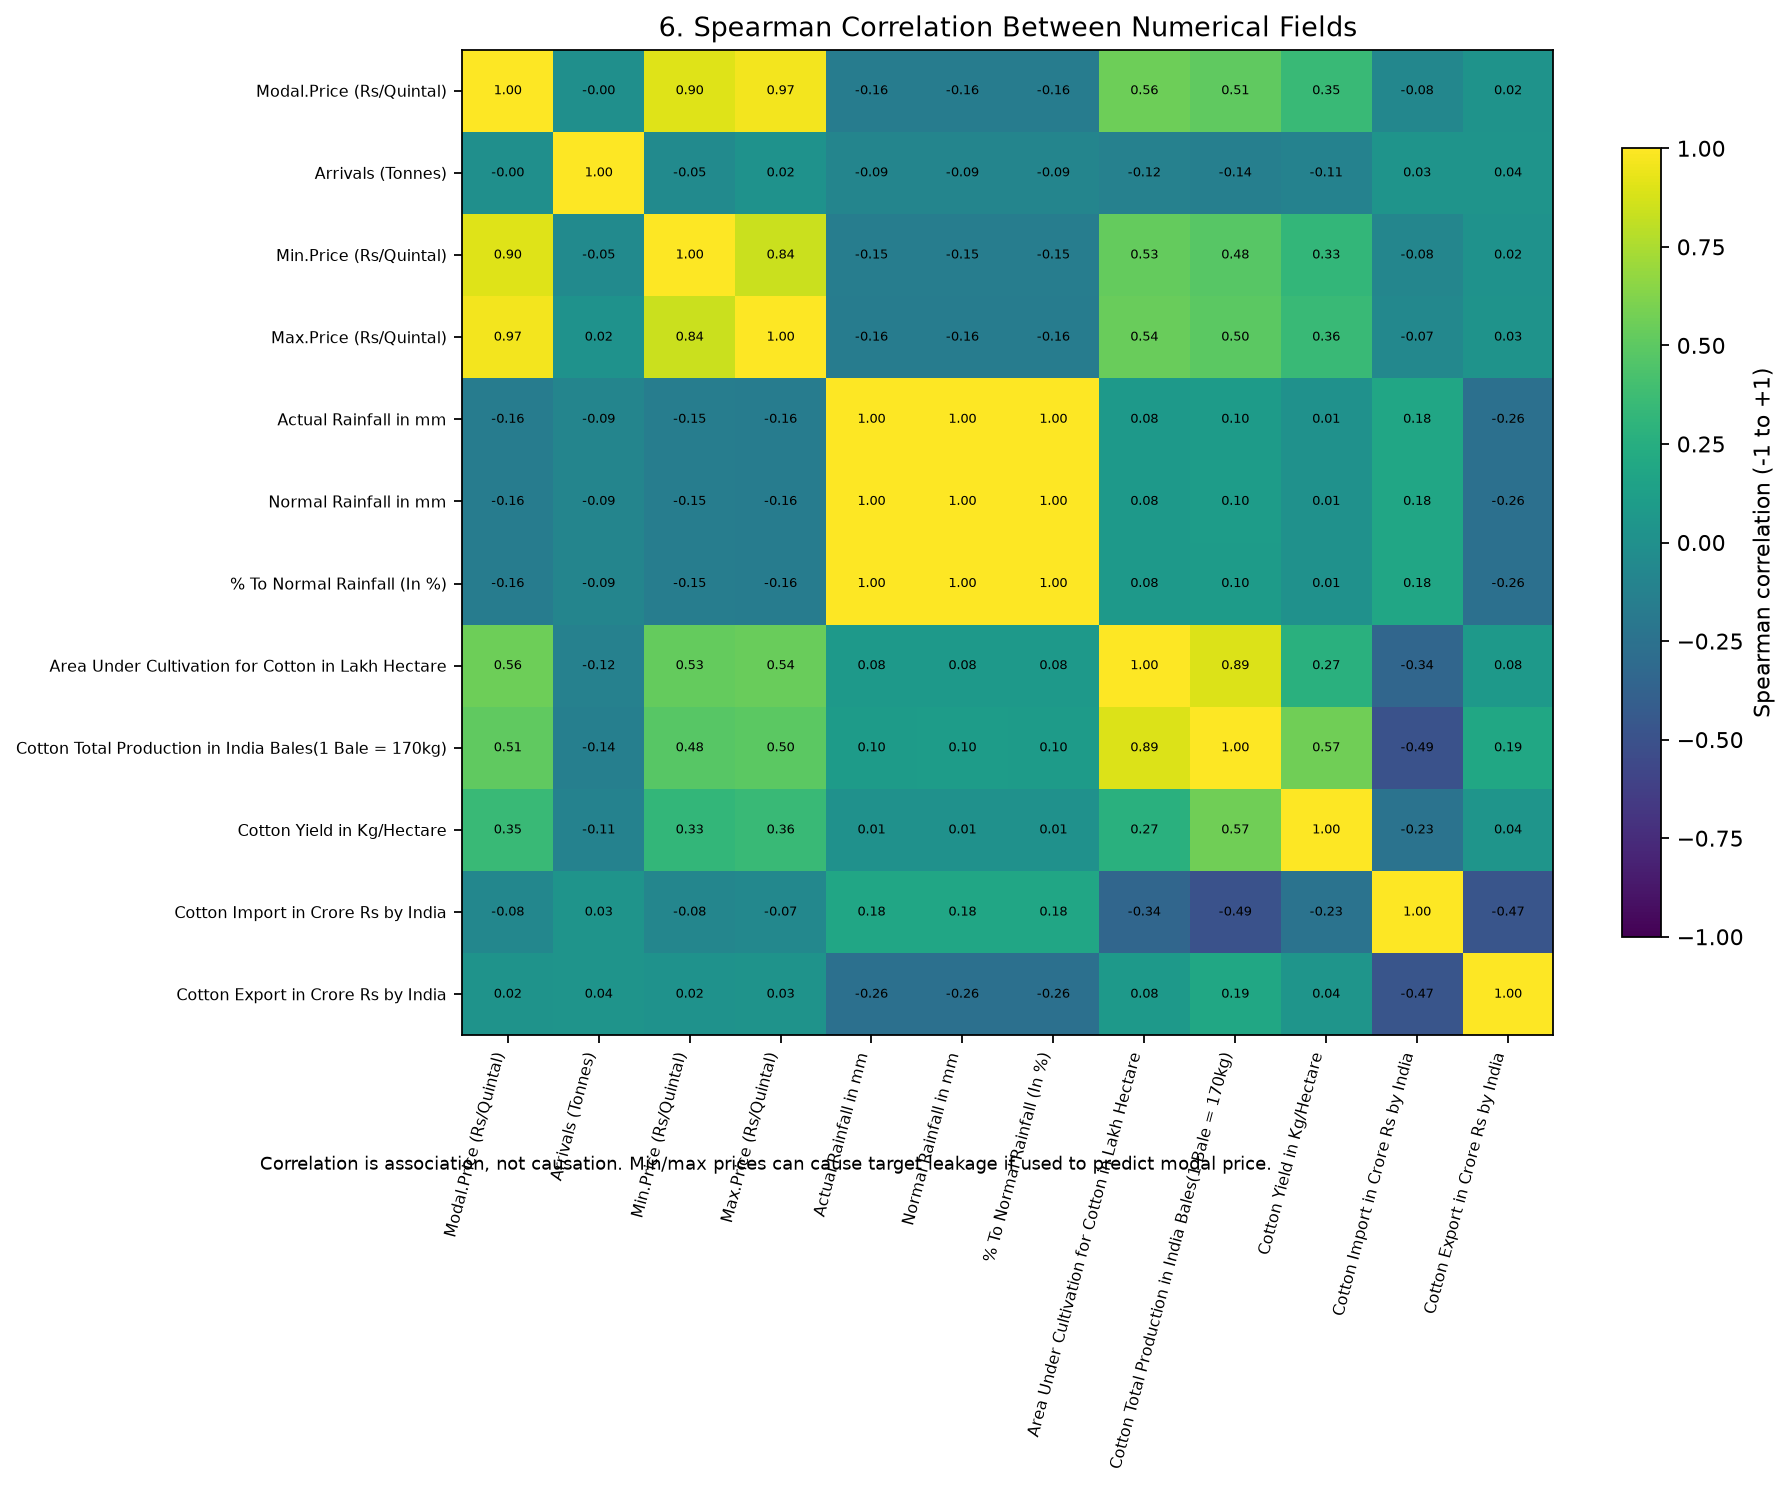 6. Spearman Correlation Between Numerical Fields
Modal.Price (Rs/Quintal) 1.00 -0.00 0.90 0.97 -0.16 -0.16 -0.16 0.56 0.51 0.35 -0.08 0.02
Arrivals (Tonnes) -0.00 1.00 -0.05 0.02 -0.09 -0.09 -0.09 -0.12 -0.14 -0.11 0.03 0.04
Min.Price (Rs/Quintal) 0.90 -0.05 1.00 0.84 -0.15 -0.15 -0.15 0.53 0.48 0.33 -0.08 0.02
Max.Price (Rs/Quintal) 0.97 0.02 0.84 1.00 -0.16 -0.16 -0.16 0.54 0.50 0.36 -0.07 0.03
Actual Rainfall in mm -0.16 -0.09 -0.15 -0.16 1.00 1.00 1.00 0.08 0.10 0.01 0.18 -0.26
Normal Rainfall in mm -0.16 -0.09 -0.15 -0.16 1.00 1.00 1.00 0.08 0.10 0.01 0.18 -0.26
% To Normal Rainfall (In %) -0.16 -0.09 -0.15 -0.16 1.00 1.00 1.00 0.08 0.10 0.01 0.18 -0.26
Area Under Cultivation for Cotton in Lakh Hectare 0.56 -0.12 0.53 0.54 0.08 0.08 0.08 1.00 0.89 0.27 -0.34 0.08
Cotton Total Production in India Bales(1 Bale = 170kg) 0.51 -0.14 0.48 0.50 0.10 0.10 0.10 0.89 1.00 0.57 -0.49 0.19
Cotton Yield in Kg/Hectare 0.35 -0.11 0.33 0.36 0.01 0.01 0.01 0.27 0.57 1.00 -0.23 0.04
Cotton Import in Crore Rs by India -0.08 0.03 -0.08 -0.07 0.18 0.18 0.18 -0.34 -0.49 -0.23 1.00 -0.47
Cotton Export in Crore Rs by India 0.02 0.04 0.02 0.03 -0.26 -0.26 -0.26 0.08 0.19 0.04 -0.47 1.00
Modal.Price (Rs/Quintal)
Arrivals (Tonnes)
Min.Price (Rs/Quintal)
Max.Price (Rs/Quintal)
Actual Rainfall in mm
Normal Rainfall in mm
% To Normal Rainfall (In %)
Area Under Cultivation for Cotton in Lakh Hectare
Cotton Total Production in India Bales(1 Bale = 170kg)
Cotton Yield in Kg/Hectare
Cotton Import in Crore Rs by India
Cotton Export in Crore Rs by India
Correlation is association, not causation. Min/max prices can cause target leakage if used to predict modal price.
1.00
0.75
0.50
0.25
0.00
−0.25
−0.50
−0.75
−1.00
Spearman correlation (-1 to +1)